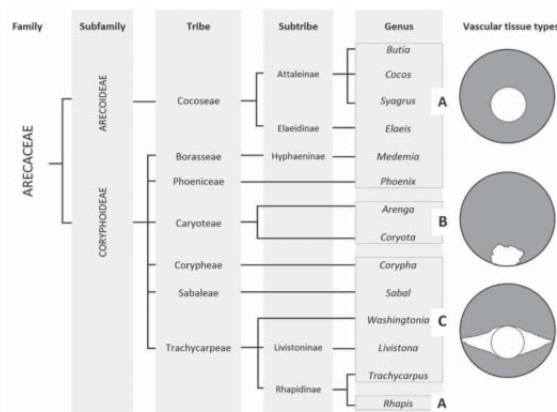 Family Subfamily Tribe Subtribe Genus Vascular tissue types
ARECACEAE
ARECOIDEAE
CORYPHOIDEAE
Butia
Attaleinae Cocos
Cocoseae Syagrus A
Elaeidinae Elaeis
Borasseae Hyphaeninae Medemia
Phoeniceae Phoenix
Arenga
Caryoteae B
Coryota
Corypheae Corypha
Sabaleae Sabal
Washingtonia C
Trachycarpeae Livistoninae Livistona
Trachycarpus
Rhapidinae
Rhapis A